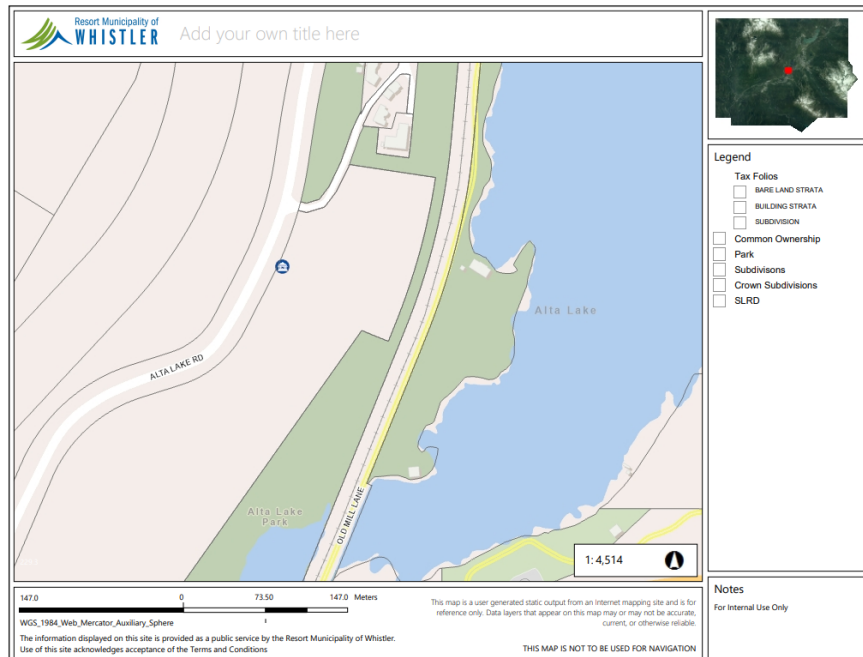 Resort Municipality of
WHISTLER
Add your own title here
Alta Lake
ALTA LAKE RD
Alta Lake
Park
OLD MILL LANE
1: 4,514
Legend
Tax Folios
BARE LAND STRATA
BUILDING STRATA
SUBDIVISION
Common Ownership
Park
Subdivisons
Crown Subdivisions
SLRD
147.0
0
73.50
147.0 Meters
WGS_1984_Web_Mercator_Auxiliary_Sphere
The information displayed on this site is provided as a public service by the Resort Municipality of Whistler.
Use of this site acknowledges acceptance of the Terms and Conditions
This map is a user generated static output from an Internet mapping site and is for
reference only. Data layers that appear on this map may or may not be accurate,
current, or otherwise reliable.
THIS MAP IS NOT TO BE USED FOR NAVIGATION
Notes
For Internal Use Only